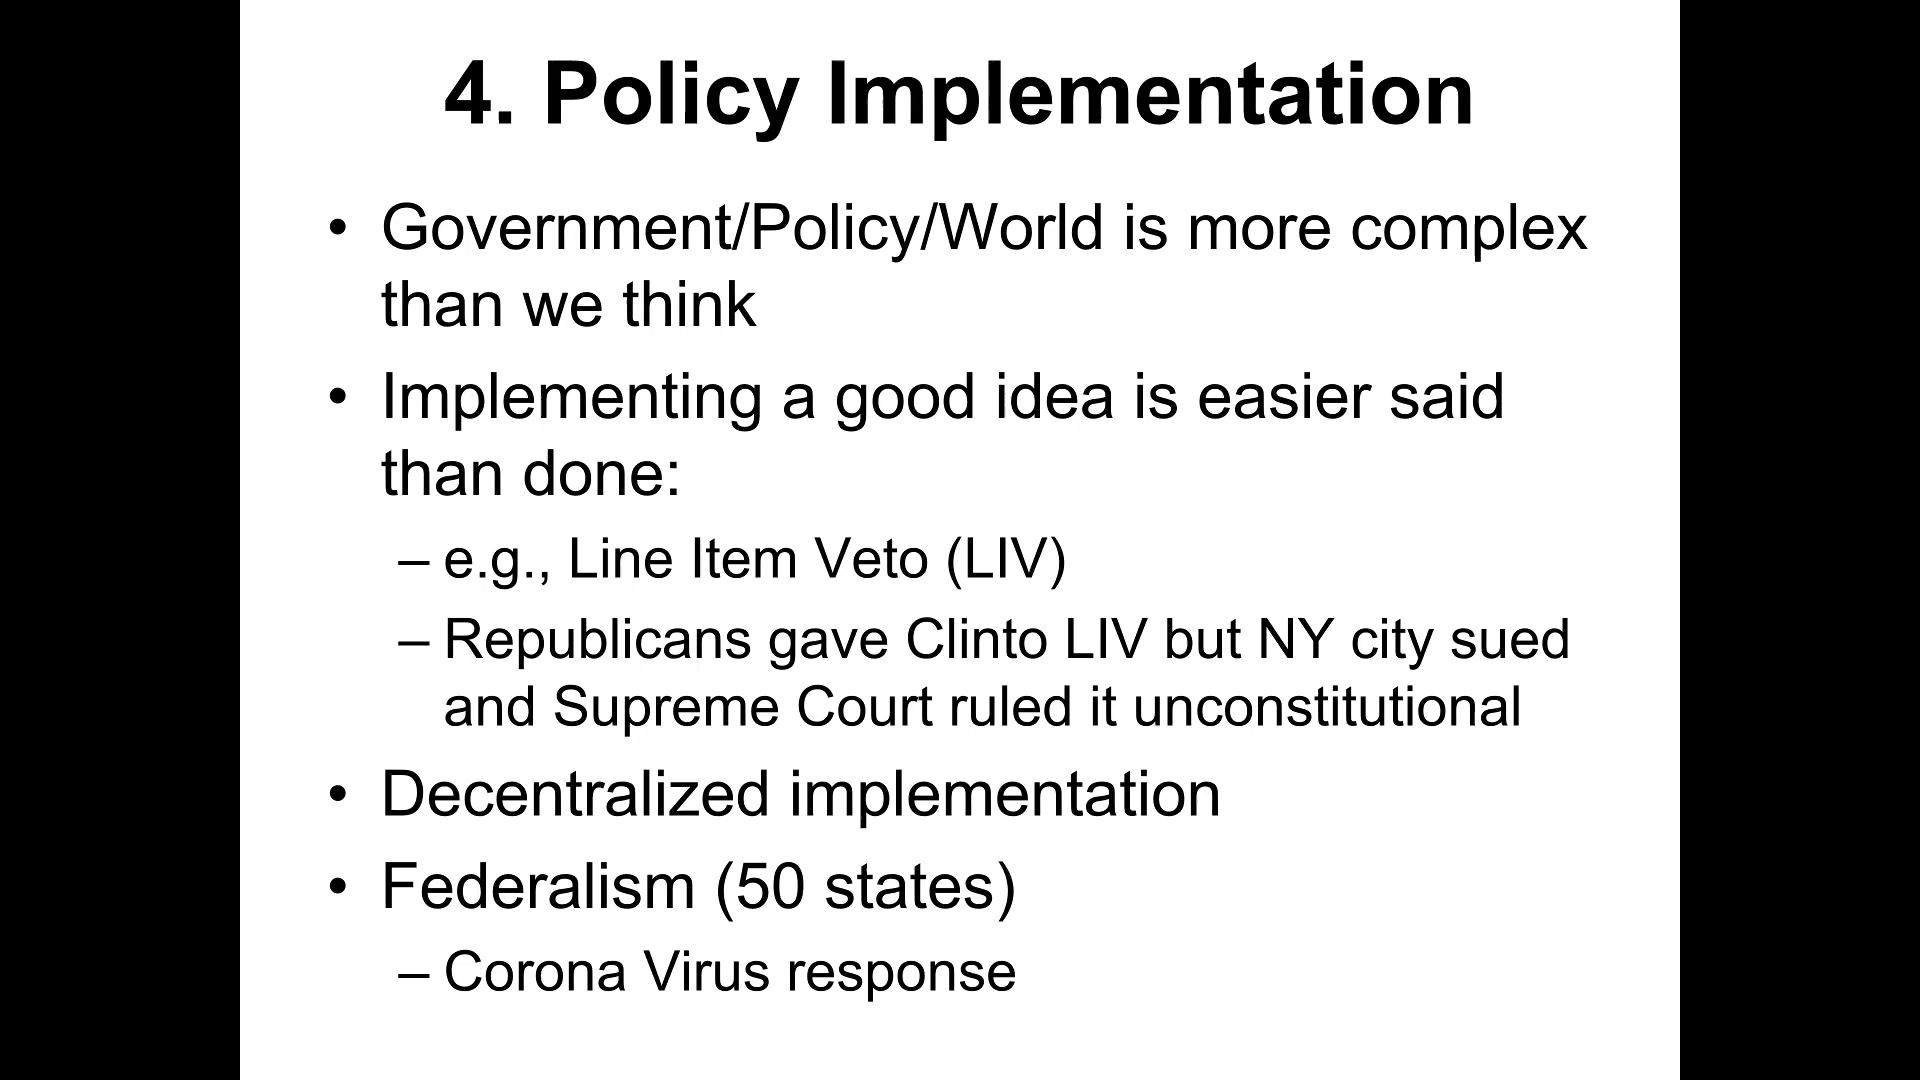 4. Policy Implementation
• Government/Policy/World is more complex
than we think
• Implementing a good idea is easier said
than done:
– e.g., Line Item Veto (LIV)
– Republicans gave Clinto LIV but NY city sued
and Supreme Court ruled it unconstitutional
• Decentralized implementation
• Federalism (50 states)
– Corona Virus response